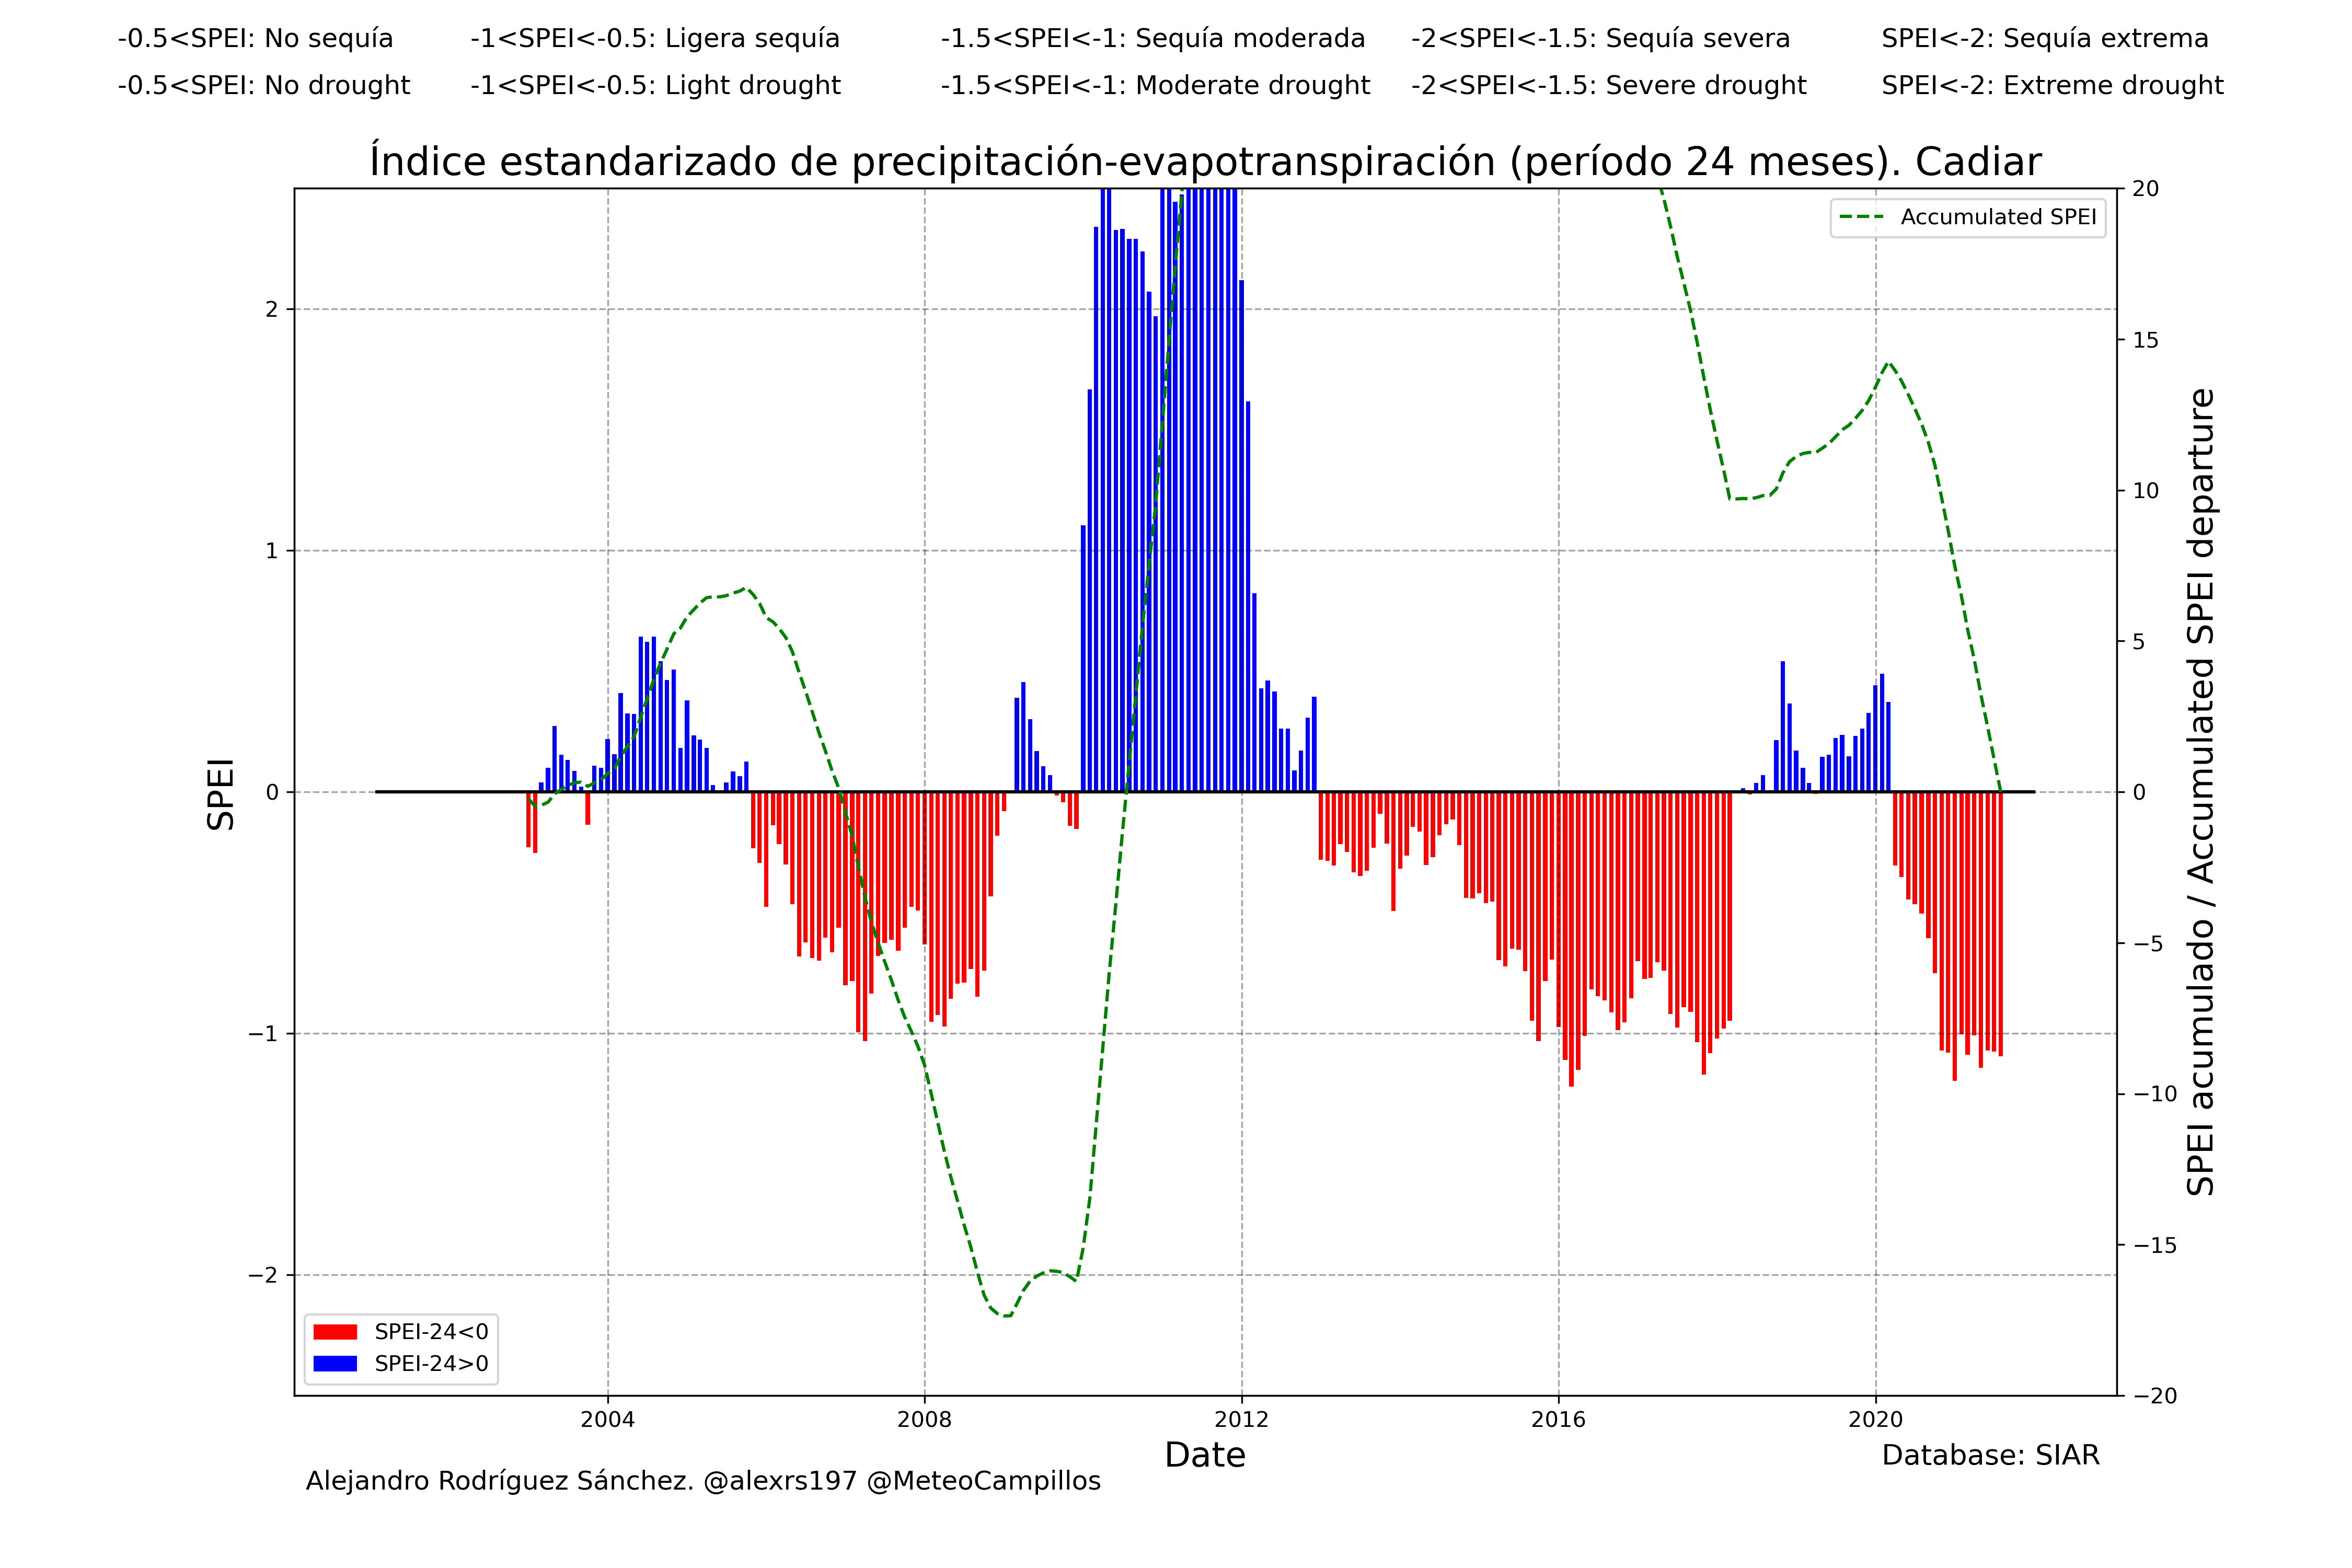 -0.5<SPEI: No sequía -1<SPEI<-0.5: Ligera sequía -1.5<SPEI<-1: Sequía moderada -2<SPEI<-1.5: Sequía severa SPEI<-2: Sequía extrema
-0.5<SPEI: No drought -1<SPEI<-0.5: Light drought -1.5<SPEI<-1: Moderate drought -2<SPEI<-1.5: Severe drought SPEI<-2: Extreme drought
Índice estandarizado de precipitación-evapotranspiración (período 24 meses). Cadiar
Accumulated SPEI
SPEI
2
1
0
−1
−2
20
15
10
5
0
−5
−10
−15
−20
SPEI acumulado / Accumulated SPEI departure
SPEI-24<0
SPEI-24>0
2004 2008 2012 2016 2020
Date
Database: SIAR
Alejandro Rodríguez Sánchez. @alexrs197 @MeteoCampillos